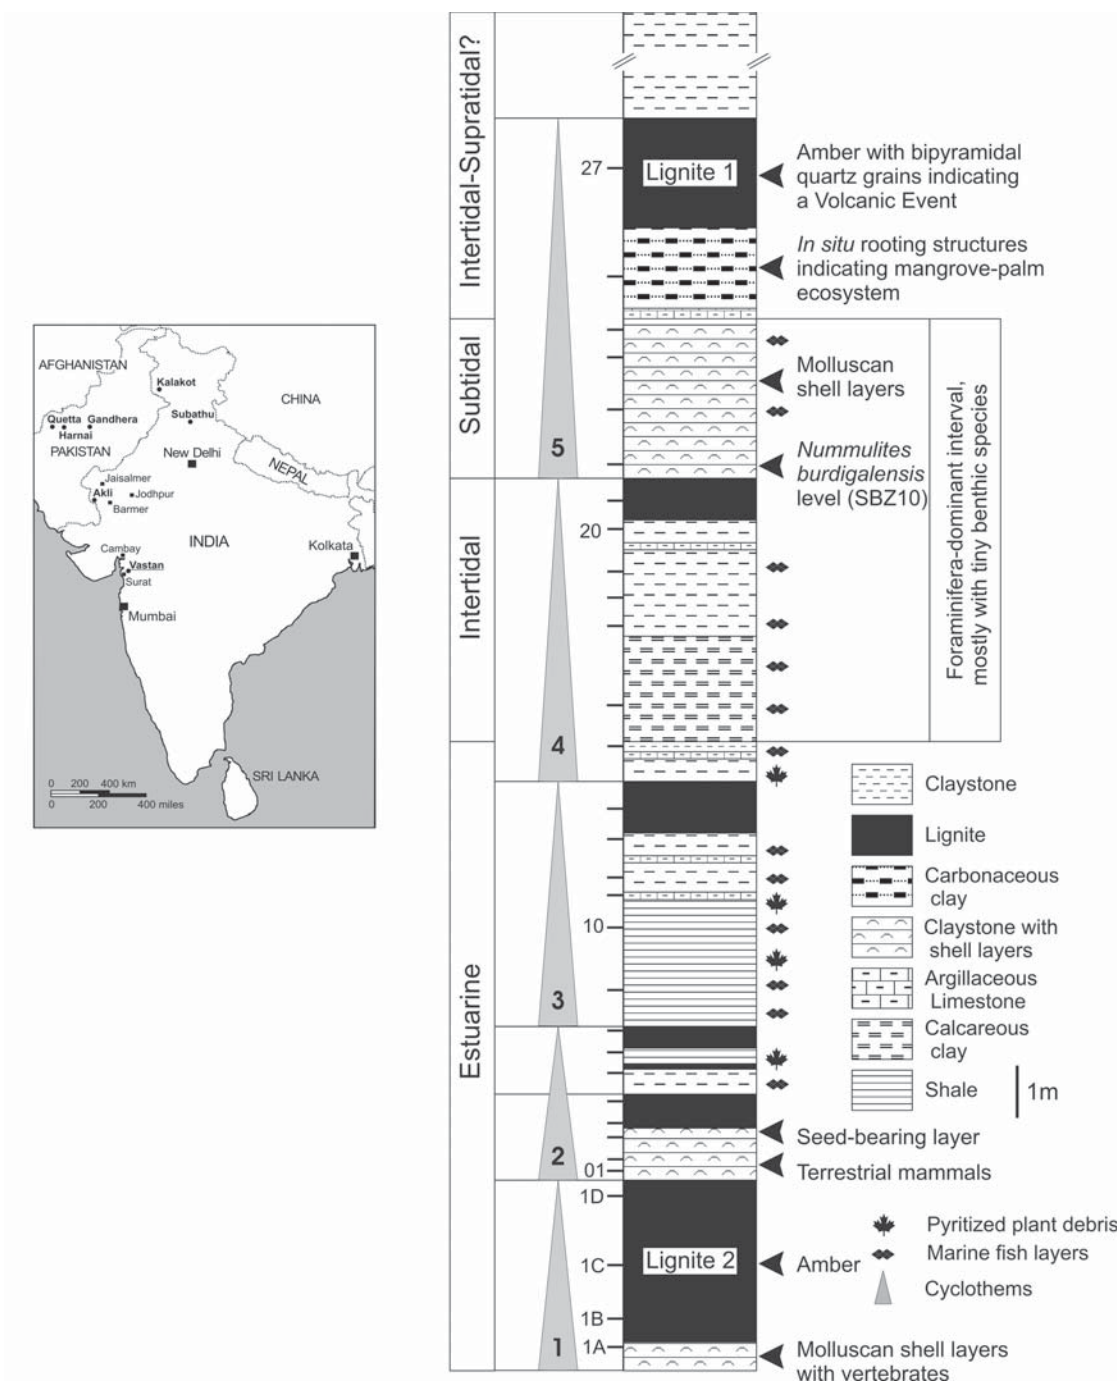 Intertidal-Supratidal?
Subtidal
Intertidal
Estuarine
5
4
3
2
1
27
20
10
01
1D
1C
1B
1A
Lignite 1
Lignite 2
Amber with bipyramidal
quartz grains indicating
a Volcanic Event
In situ rooting structures
indicating mangrove-palm
ecosystem
Molluscan
shell layers
Nummulites
burdigalensis
level (SBZ10)
Foraminifera-dominant interval,
mostly with tiny benthic species
Seed-bearing layer
Terrestrial mammals
Amber
Molluscan shell layers
with vertebrates
Claystone
Lignite
Carbonaceous
clay
Claystone with
shell layers
Argillaceous
Limestone
Calcareous
clay
Shale
1m
Pyritized plant debris
Marine fish layers
Cyclothems
AFGHANISTAN
Kalakot
CHINA
Quetta
Gandhera
Harnai
Subathu
PAKISTAN
New Delhi
NEPAL
Jaisalmer
Akli
Jodhpur
Barmer
INDIA
Cambay
Kolkata
Vastan
Surat
Mumbai
SRI LANKA
0 200 400 km
0 200 400 miles